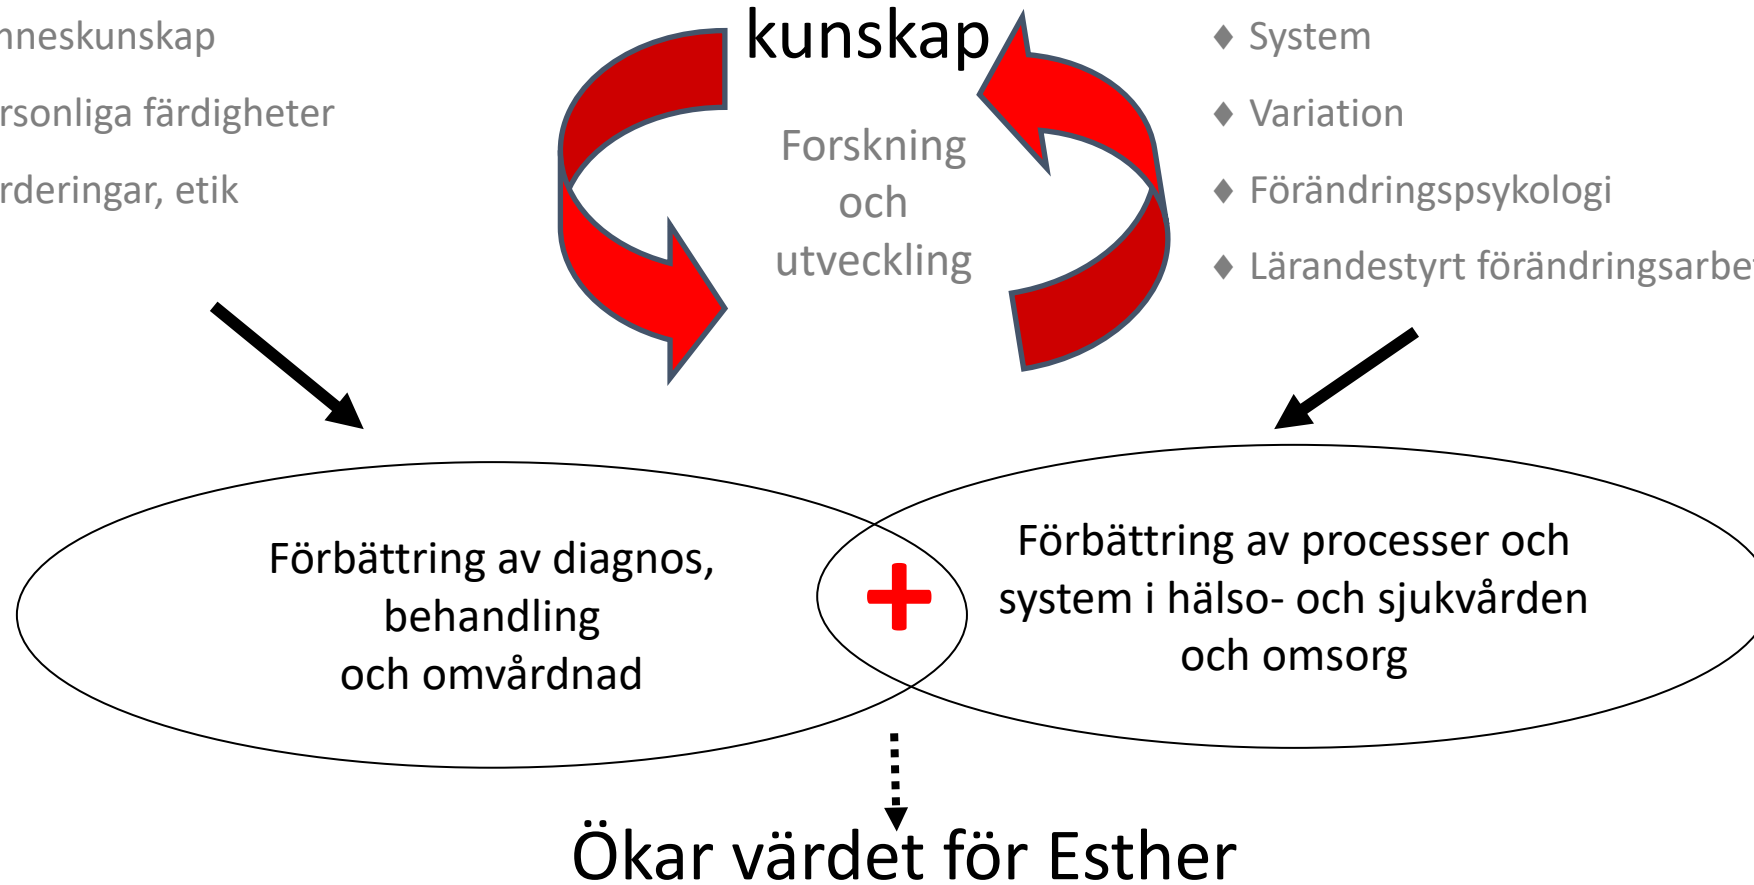 nneskunskap
rsonliga färdigheter
rderingar, etik
kunskap
Forskning
och
utveckling
♦ System
♦ Variation
♦ Förändringspsykologi
♦ Lärandestyrt förändringsarbe
Förbättring av diagnos,
behandling
och omvårdnad
+
Förbättring av processer och
system i hälso- och sjukvården
och omsorg
Ökar värdet för Esther